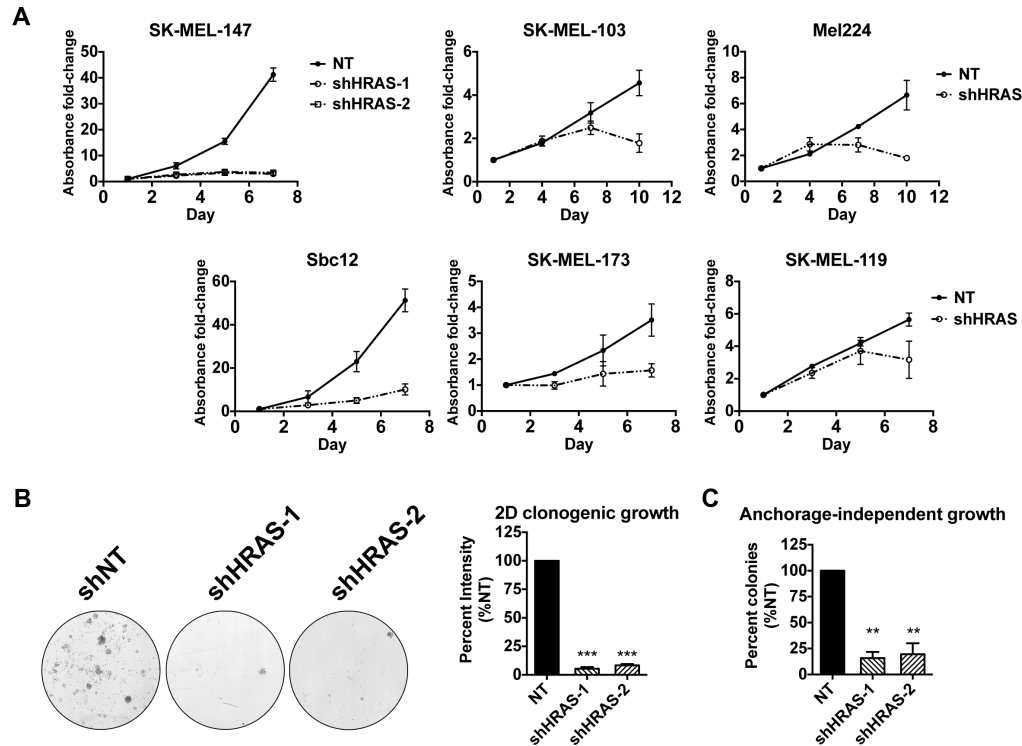 A
SK-MEL-147
Absorbance fold-change
50
40
30
20
10
0
0 2 4 6 8
Day
NT
shHRAS-1
shHRAS-2
SK-MEL-103
Absorbance fold-change
6
4
2
0
0 2 4 6 8 10 12
Day
Mel224
Absorbance fold-change
8
6
4
2
0
0 2 4 6 8 10 12
Day
NT
shHRAS
Sbc12
Absorbance fold-change
60
40
20
0
0 2 4 6 8
Day
SK-MEL-173
Absorbance fold-change
5
4
3
2
1
0
0 2 4 6 8
Day
SK-MEL-119
Absorbance fold-change
8
6
4
2
0
0 2 4 6 8
Day
NT
shHRAS
B
shNT
shHRAS-1
shHRAS-2
2D clonogenic growth
Percent Intensity
(%NT)
125
100
75
50
25
0
*** ***
NT
shHRAS-1
shHRAS-2
C
Anchorage-independent growth
Percent colonies
(%NT)
125
100
75
50
25
0
** **
NT
shHRAS-1
shHRAS-2